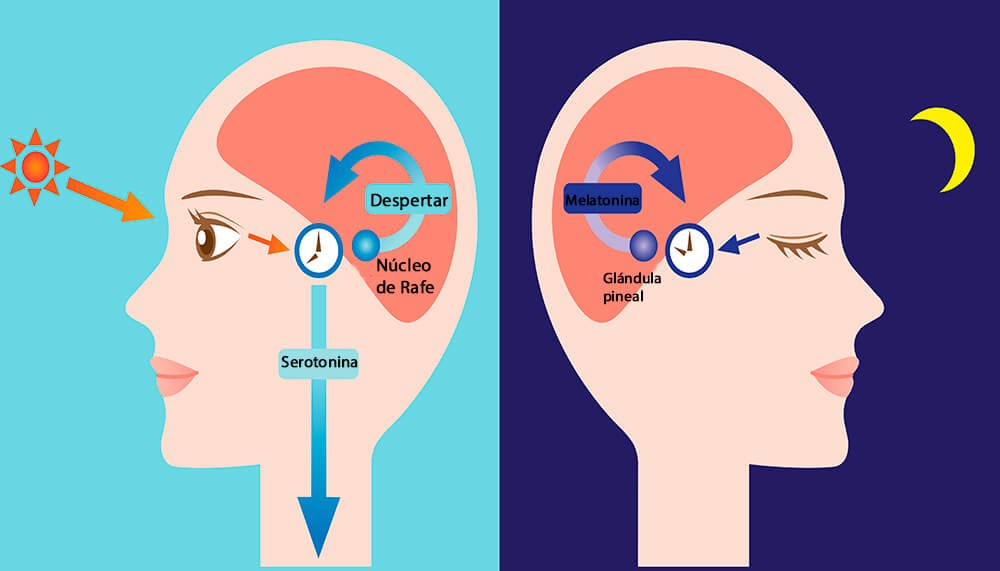 Despertar
Núcleo
de Rafe
Serotonina
Melatonina
Glándula
pineal